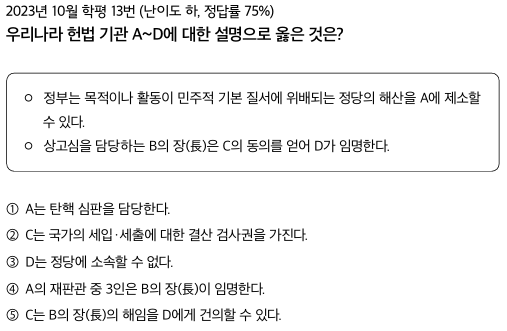 2023년 10월 학평 13번 (난이도 하, 정답률 75%)
우리나라 헌법 기관 A~D에 대한 설명으로 옳은 것은?
○ 정부는 목적이나 활동이 민주적 기본 질서에 위배되는 정당의 해산을 A에 제소할
수 있다.
○ 상고심을 담당하는 B의 장(長)은 C의 동의를 얻어 D가 임명한다.
① A는 탄핵 심판을 담당한다.
② C는 국가의 세입·세출에 대한 결산 검사권을 가진다.
③ D는 정당에 소속할 수 없다.
④ A의 재판관 중 3인은 B의 장(長)이 임명한다.
⑤ C는 B의 장(長)의 해임을 D에게 건의할 수 있다.